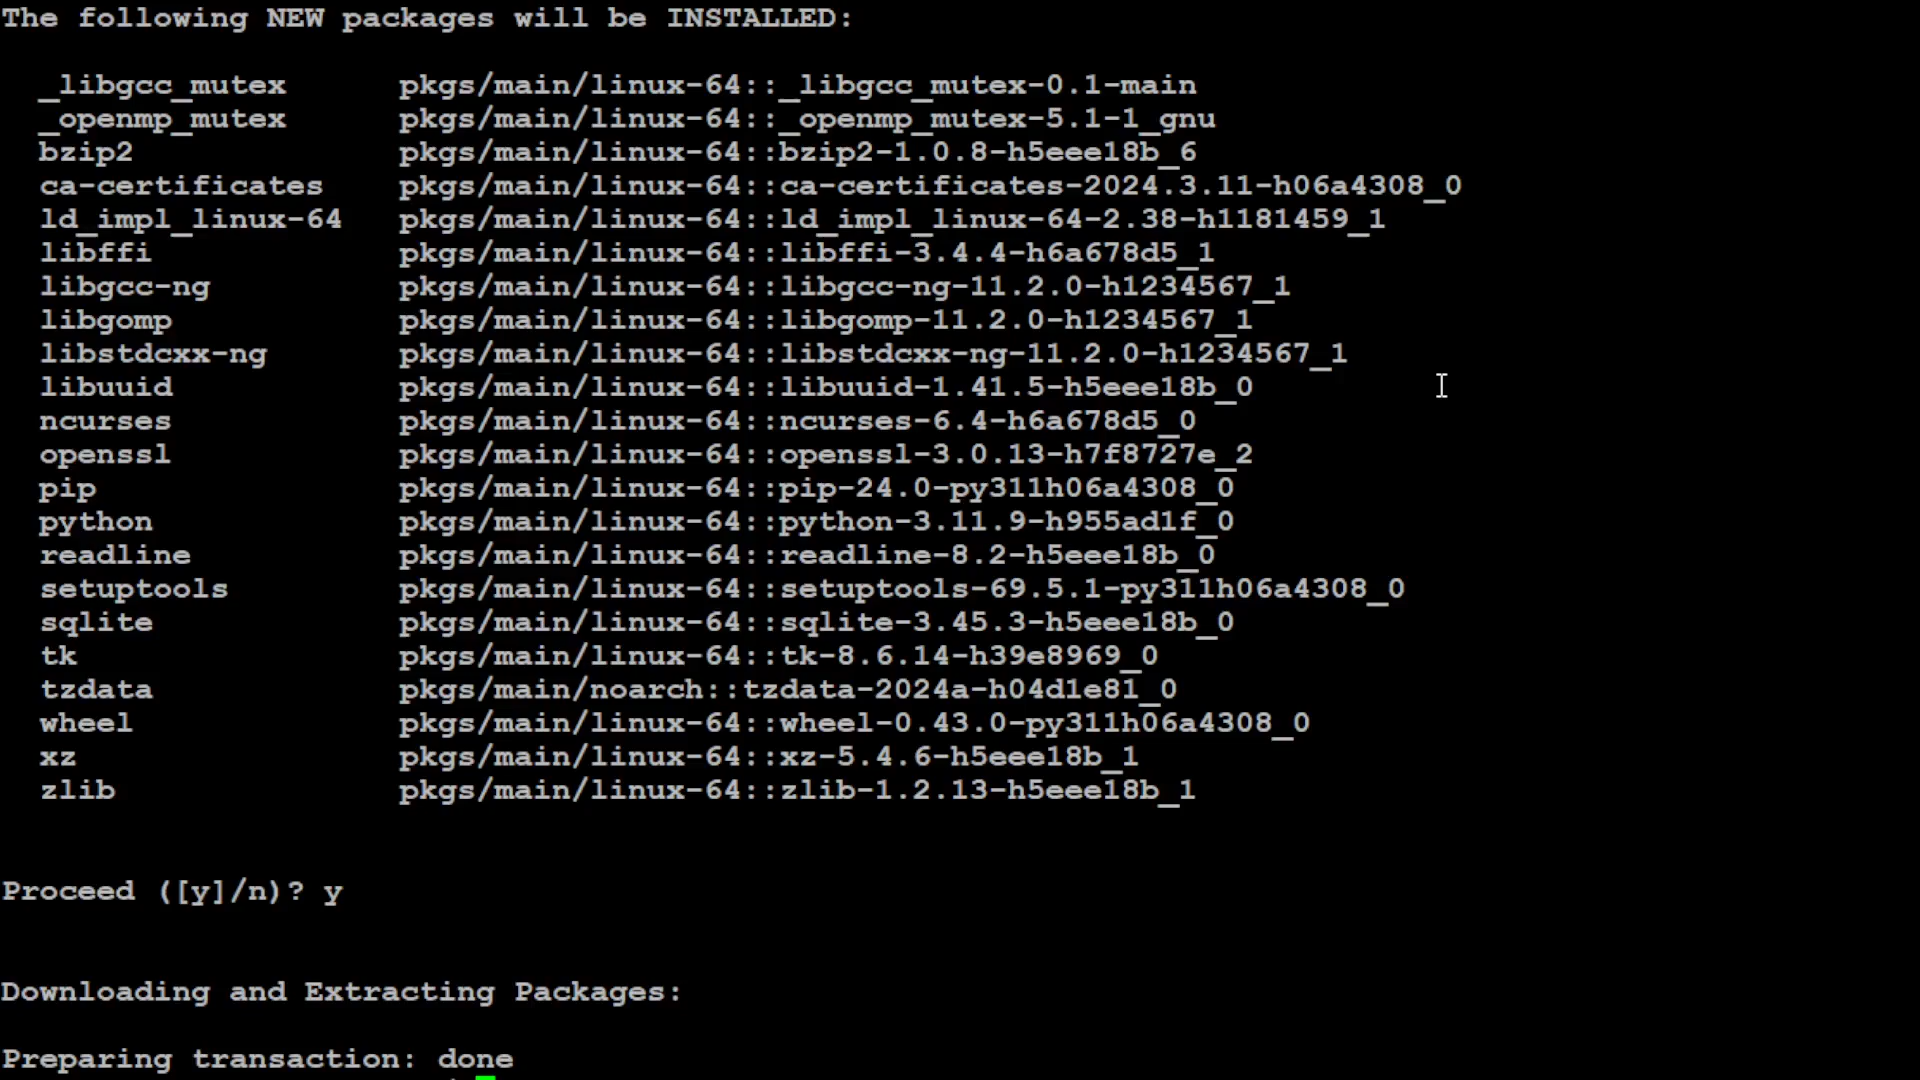 The following NEW packages will be INSTALLED:
_libgcc_mutex pkgs/main/linux-64::_libgcc_mutex-0.1-main
_openmp_mutex pkgs/main/linux-64::_openmp_mutex-5.1-1_gnu
bzip2 pkgs/main/linux-64::bzip2-1.0.8-h5eee18b_6
ca-certificates pkgs/main/linux-64::ca-certificates-2024.3.11-h06a4308_0
ld_impl_linux-64 pkgs/main/linux-64::ld_impl_linux-64-2.38-h1181459_1
libffi pkgs/main/linux-64::libffi-3.4.4-h6a678d5_1
libgcc-ng pkgs/main/linux-64::libgcc-ng-11.2.0-h1234567_1
libgomp pkgs/main/linux-64::libgomp-11.2.0-h1234567_1
libstdcxx-ng pkgs/main/linux-64::libstdcxx-ng-11.2.0-h1234567_1
libuuid pkgs/main/linux-64::libuuid-1.41.5-h5eee18b_0
ncurses pkgs/main/linux-64::ncurses-6.4-h6a678d5_0
openssl pkgs/main/linux-64::openssl-3.0.13-h7f8727e_2
pip pkgs/main/linux-64::pip-24.0-py311h06a4308_0
python pkgs/main/linux-64::python-3.11.9-h955ad1f_0
readline pkgs/main/linux-64::readline-8.2-h5eee18b_0
setuptools pkgs/main/linux-64::setuptools-69.5.1-py311h06a4308_0
sqlite pkgs/main/linux-64::sqlite-3.45.3-h5eee18b_0
tk pkgs/main/linux-64::tk-8.6.14-h39e8969_0
tzdata pkgs/main/noarch::tzdata-2024a-h04d1e81_0
wheel pkgs/main/linux-64::wheel-0.43.0-py311h06a4308_0
xz pkgs/main/linux-64::xz-5.4.6-h5eee18b_1
zlib pkgs/main/linux-64::zlib-1.2.13-h5eee18b_1
Proceed ([y]/n)? y
Downloading and Extracting Packages:
Preparing transaction: done